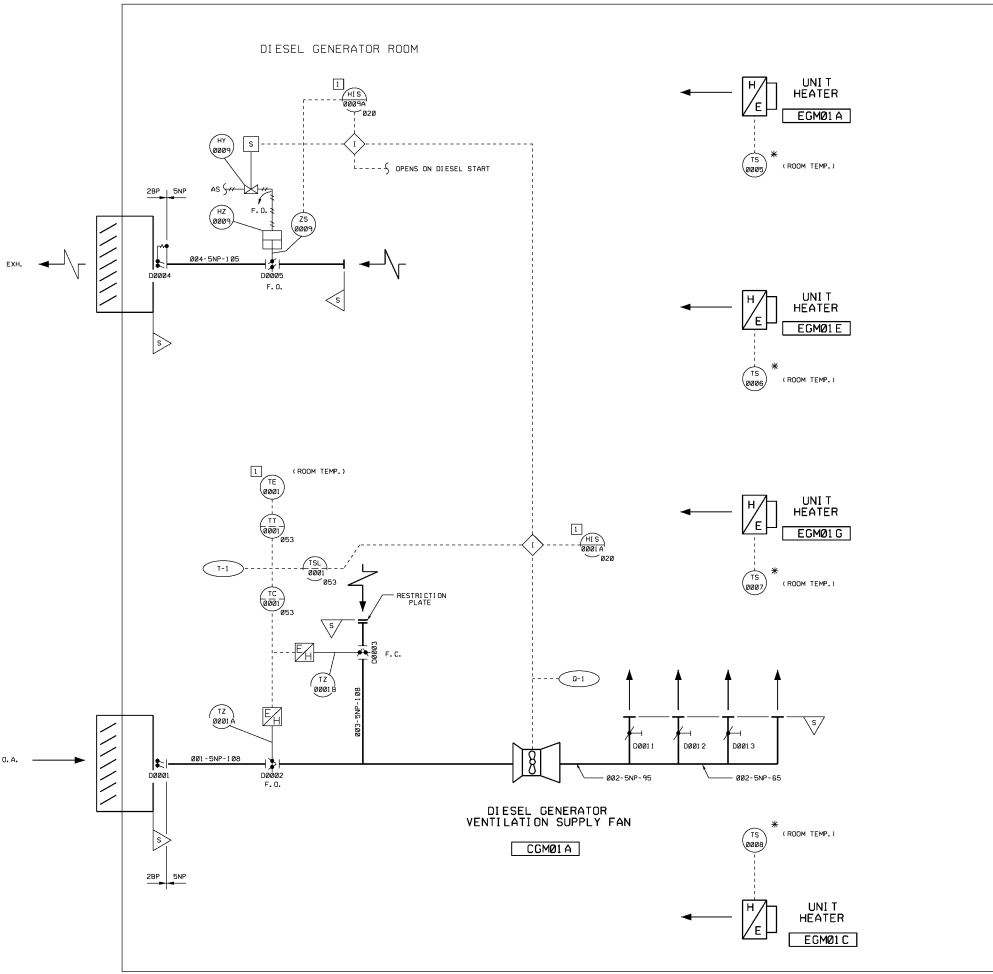 DIESEL GENERATOR ROOM
1
HIS
0009A
020
HY
0009
S
I
OPENS ON DIESEL START
AS
F.O.
2BP
5NP
HZ
0009
ZS
0009
EXH.
004-5NP-105
D0004
D0005
F.O.
S
S
H
E
UNIT
HEATER
EGM01A
TS
0005
*
(ROOM TEMP.)
H
E
UNIT
HEATER
EGM01E
TS
0006
*
(ROOM TEMP.)
1
(ROOM TEMP.)
TE
0001
TT
0001
053
T-1
TSL
0001
053
TC
0001
053
I
1
HIS
0001A
020
H
E
UNIT
HEATER
EGM01G
TS
0007
*
(ROOM TEMP.)
RESTRICTION
PLATE
S
E
H
D0003
F.C.
TZ
0001B
003-5NP-108
Q-1
TZ
0001A
E
H
O.A.
D0001
001-5NP-108
D0002
F.O.
D0011
D0012
D0013
S
002-5NP-95
002-5NP-65
DIESEL GENERATOR
VENTILATION SUPPLY FAN
CGM01A
S
2BP
5NP
TS
0008
*
(ROOM TEMP.)
H
E
UNIT
HEATER
EGM01C